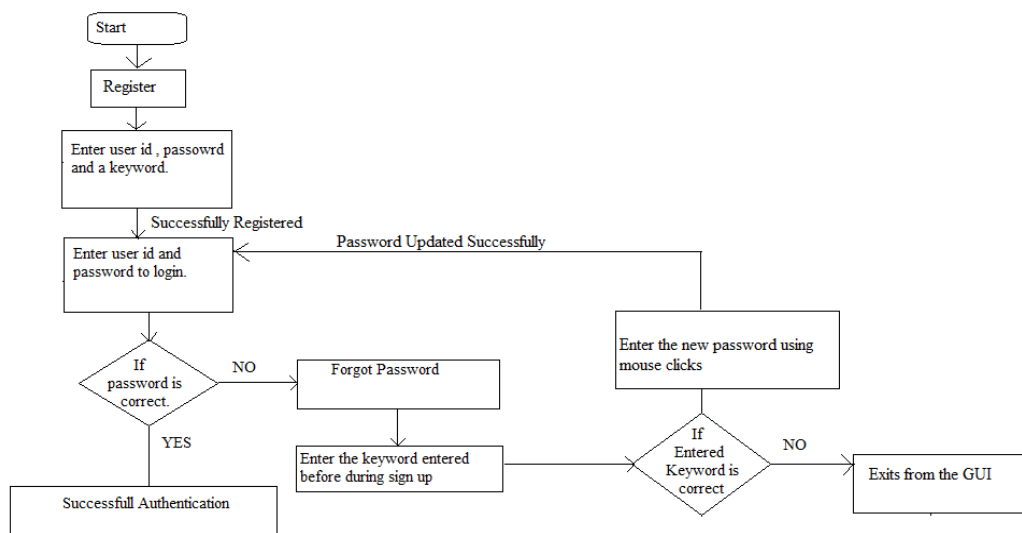 Start
Register
Enter user id , passowrd
and a keyword.
Successfully Registered
Enter user id and
password to login.
Password Updated Successfully
If
password is
correct.
NO
YES
Successfull Authentication
Forgot Password
Enter the keyword entered
before during sign up
Enter the new password using
mouse clicks
If
Entered
Keyword is
correct
NO
Exits from the GUI